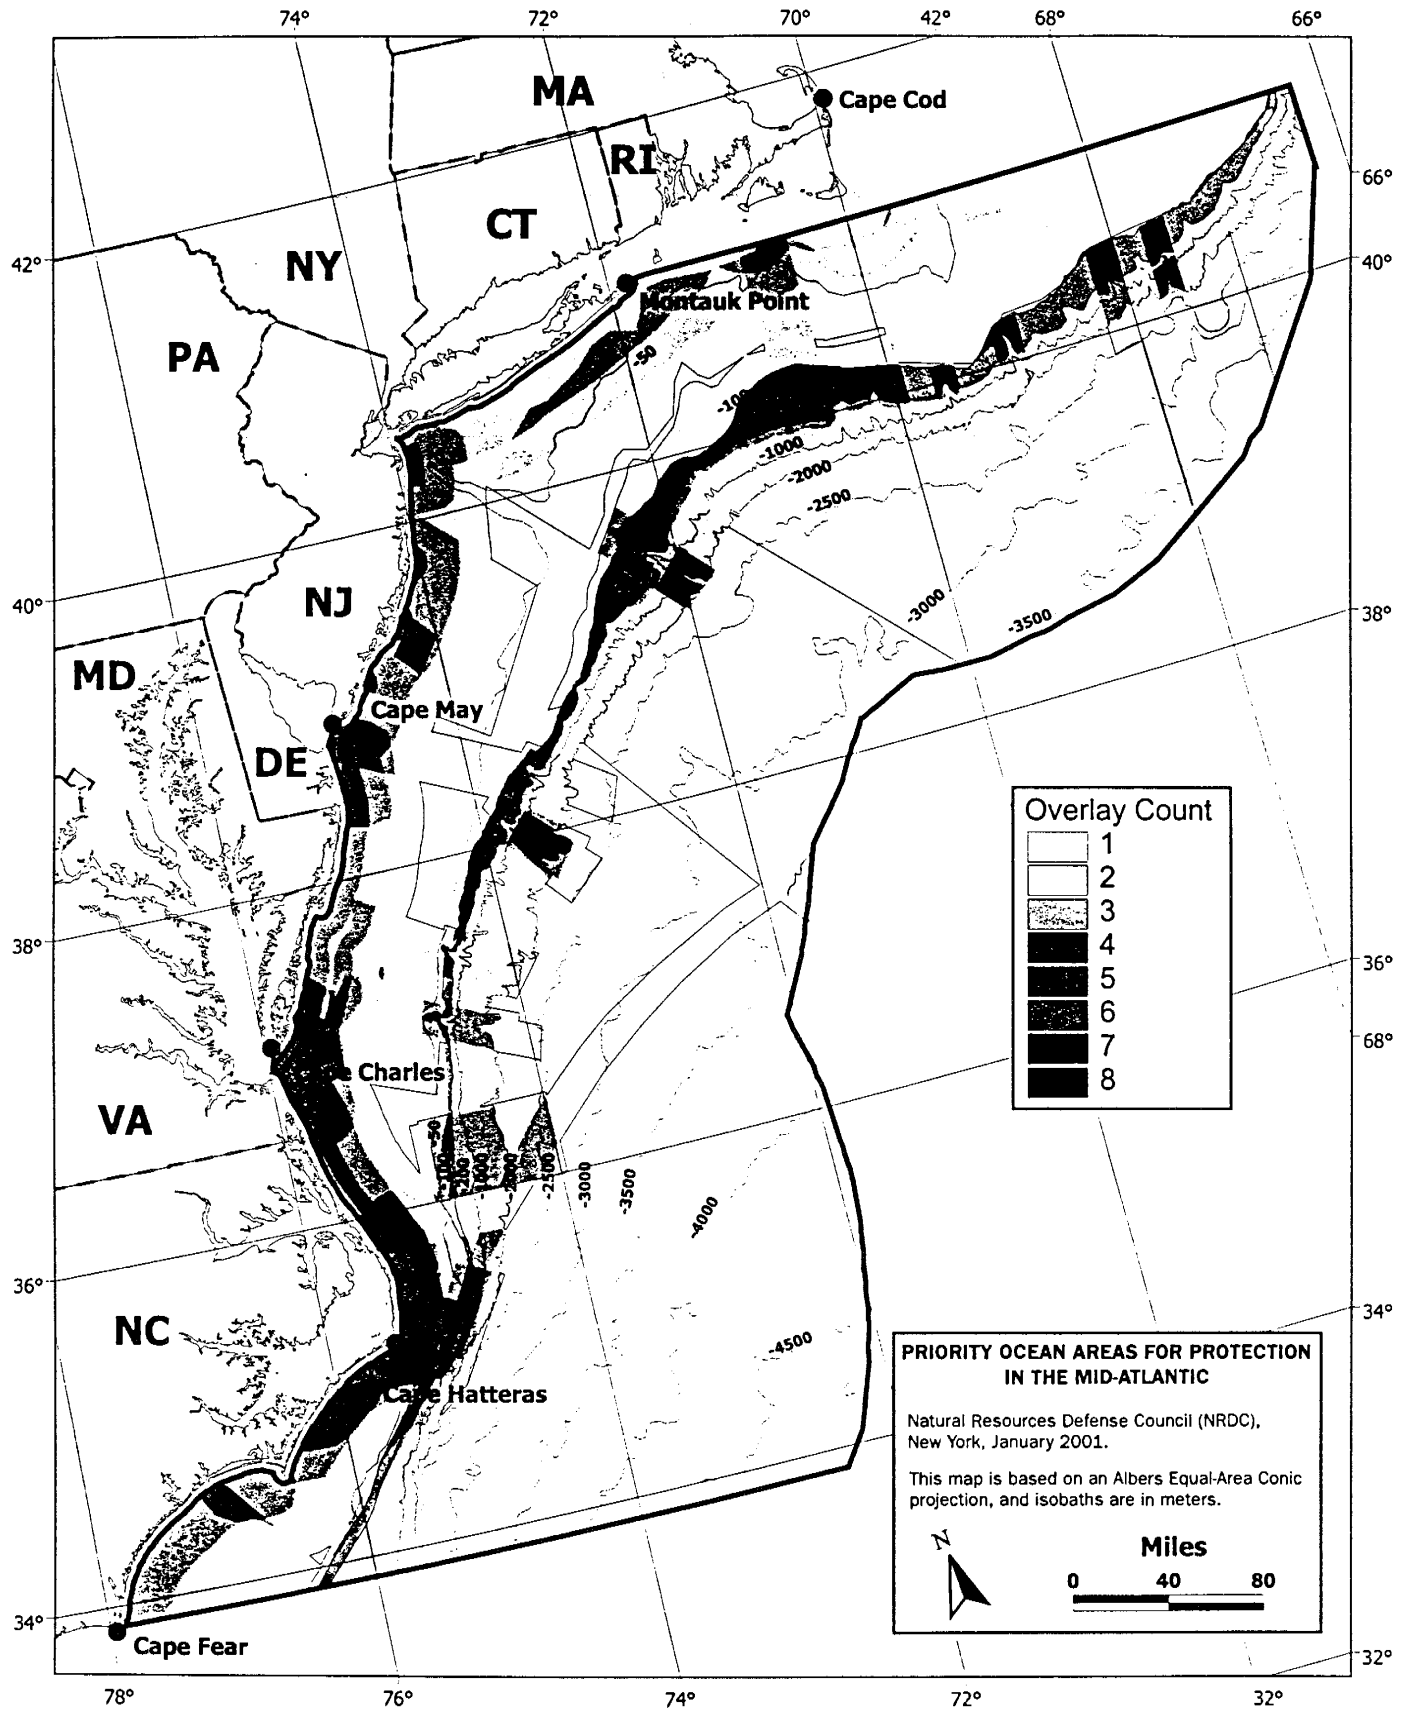 74° 72° 70° 42° 68° 66°
MA
Cape Cod
RI
66°
CT
42° NY 40°
Montauk Point
PA
-50
-1000
-2000
-2500
40° NJ -3000 -3500 38°
MD
Cape May
DE
Overlay Count
1
2
3
4
5
6
7
8
38° 36°
68°
Charles
VA
-50
-100 -200 -1000 -2000 -2500 -3000 -3500
-4000
36° 34°
NC
-4500
Cape Hatteras
PRIORITY OCEAN AREAS FOR PROTECTION
IN THE MID-ATLANTIC
Natural Resources Defense Council (NRDC),
New York, January 2001.
This map is based on an Albers Equal-Area Conic
projection, and isobaths are in meters.
N
Miles
0 40 80
34°
Cape Fear
32°
78° 76° 74° 72° 32°